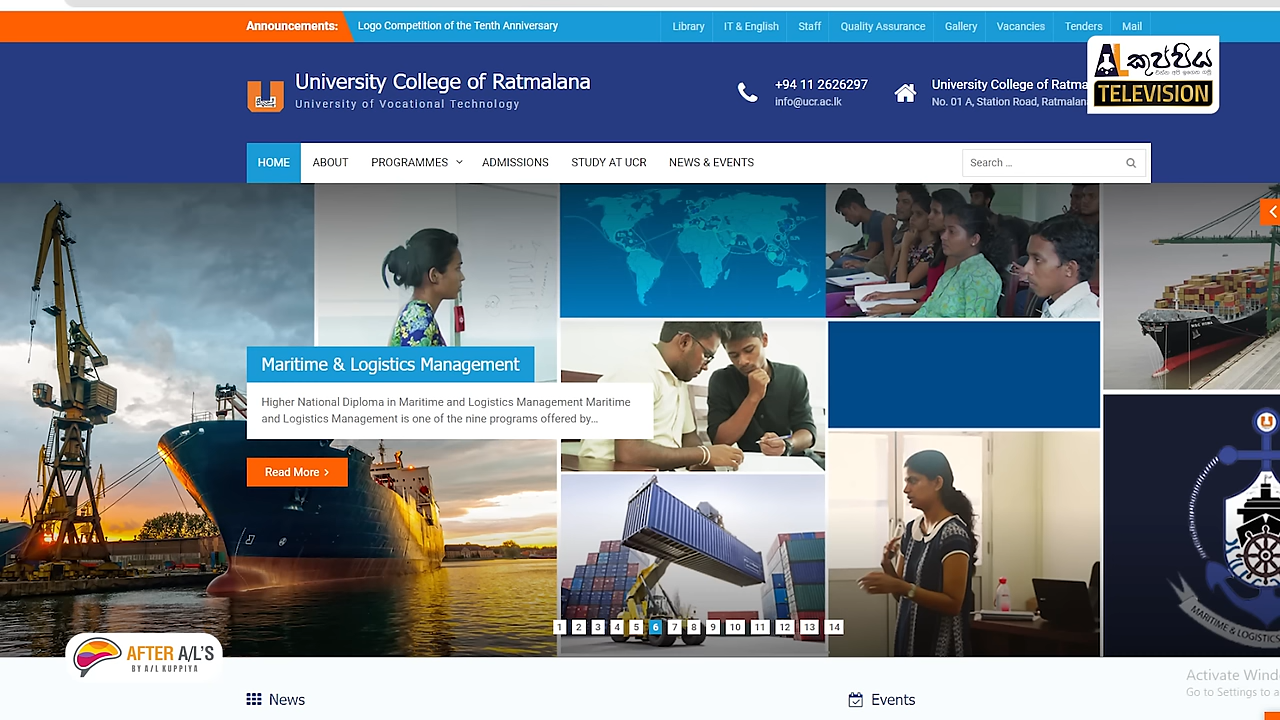 Announcements:
Logo Competition of the Tenth Anniversary
Library
IT & English
Staff
Quality Assurance
Gallery
Vacancies
Tenders
Mail
University College of Ratmalana
University of Vocational Technology
+94 11 2626297
info@ucr.ac.lk
University College of Ratma
No. 01 A, Station Road, Ratmalan
AL කුප්පිය
TELEVISION
HOME
ABOUT
PROGRAMMES
ADMISSIONS
STUDY AT UCR
NEWS & EVENTS
Search ...
Maritime & Logistics Management
Higher National Diploma in Maritime and Logistics Management Maritime
and Logistics Management is one of the nine programs offered by...
Read More
1 2 3 4 5 6 7 8 9 10 11 12 13 14
MARITIME & LOGISTICS
AFTER A/L'S
BY A/L KUPPIYA
News
Events
Activate Wind
Go to Settings to a